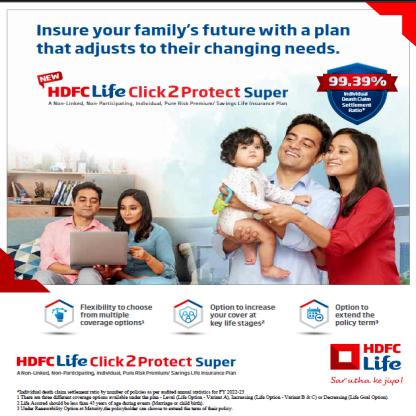 Insure your family's future with a plan
that adjusts to their changing needs.
NEW
HDFC Life Click 2 Protect Super
A Non-Linked, Non-Participating, Individual, Pure Risk Premium/ Savings Life Insurance Plan
99.39%
Individual
Death Claim
Settlement
Ratio*
Flexibility to choose
from multiple
coverage options¹
Option to increase
your cover at
key life stages²
Option to
extend the
policy term³
HDFC Life Click 2 Protect Super
A Non-Linked, Non-Participating, Individual, Pure Risk Premium/ Savings Life Insurance Plan
HDFC
Life
Sar utha ke jiyo!
*Individual death claim settlement ratio by number of policies as per audited annual statistics for FY 2022-23
1 There are three different coverage options available under the plan - Level (Life Option - Variant A), Increasing (Life Option - Variant B & C) or Decreasing (Life Goal Option).
2 Life Assured should be less than 45 years of age during events (Marriage or child birth).
3 Under Renewability Option at Maturity,the policyholder can choose to extend the term of their policy.